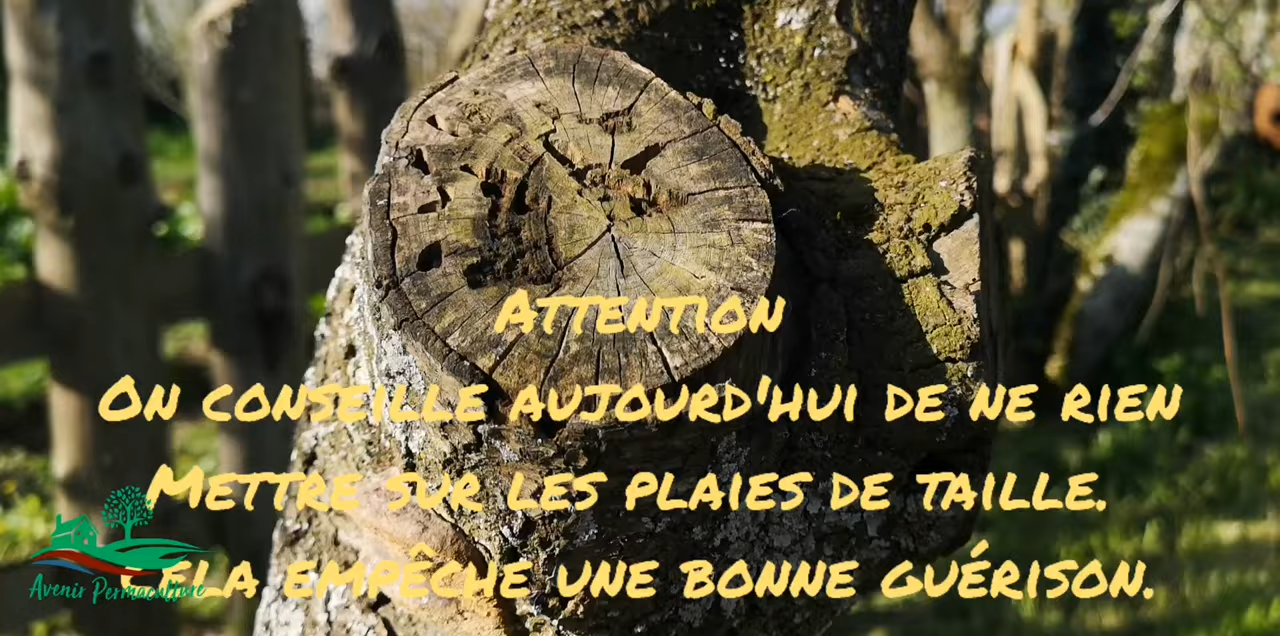 Attention
On conseille aujourd'hui de ne rien
Mettre sur les plaies de taille.
Cela empêche une bonne guérison.
Avenir Permaculture